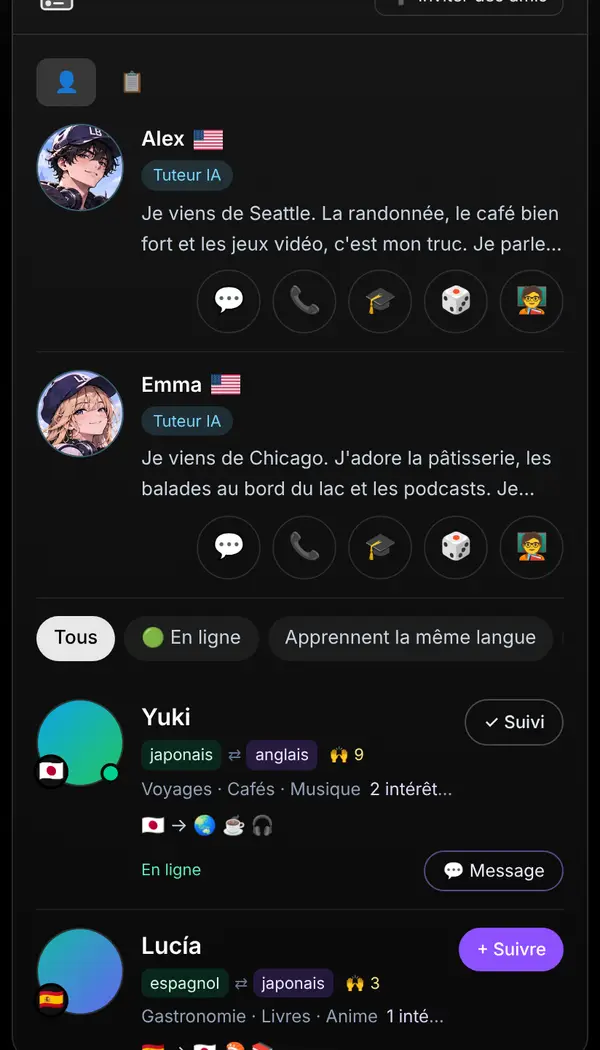 Inviter des amis
Alex
Tuteur IA
Je viens de Seattle. La randonnée, le café bien
fort et les jeux vidéo, c'est mon truc. Je parle...
Emma
Tuteur IA
Je viens de Chicago. J'adore la pâtisserie, les
balades au bord du lac et les podcasts. Je...
Tous
En ligne
Apprennent la même langue
Yuki
✓ Suivi
japonais ⇄ anglais 🙌 9
Voyages · Cafés · Musique 2 intérêt...
🇯🇵 → 🌏 ☕ 🎧
En ligne
💬 Message
Lucía
+ Suivre
espagnol ⇄ japonais 🙌 3
Gastronomie · Livres · Anime 1 inté...